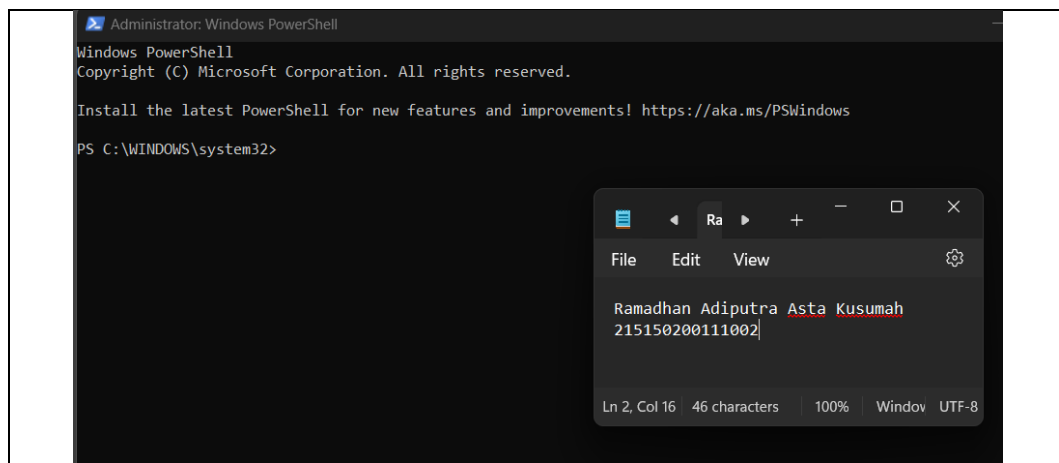 Administrator: Windows PowerShell
Windows PowerShell
Copyright (C) Microsoft Corporation. All rights reserved.
Install the latest PowerShell for new features and improvements! https://aka.ms/PSWindows
PS C:\WINDOWS\system32>
Ra
File Edit View
Ramadhan Adiputra Asta Kusumah
215150200111002
Ln 2, Col 16 46 characters 100% Window UTF-8